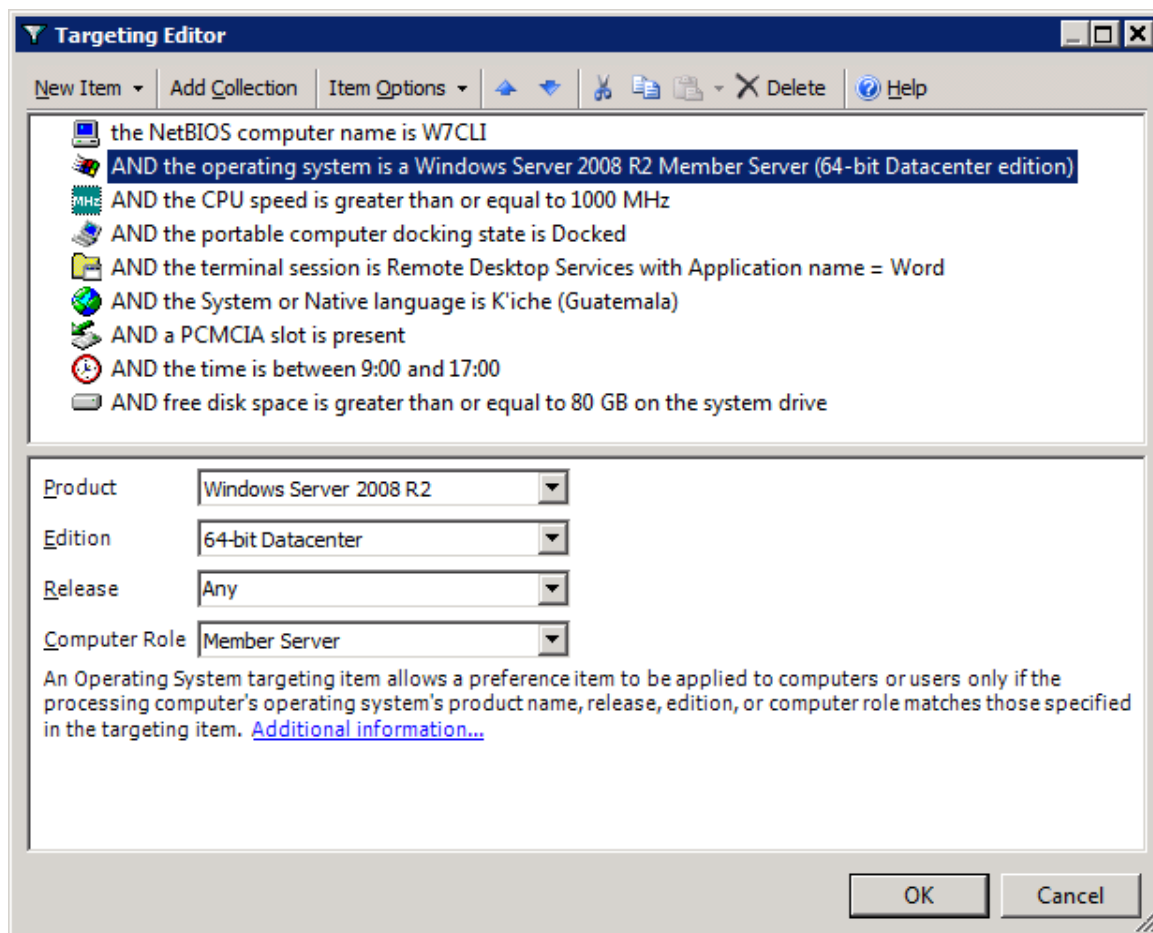 Targeting Editor
New Item Add Collection Item Options Delete Help
the NetBIOS computer name is W7CLI
AND the operating system is a Windows Server 2008 R2 Member Server (64-bit Datacenter edition)
MHz AND the CPU speed is greater than or equal to 1000 MHz
AND the portable computer docking state is Docked
AND the terminal session is Remote Desktop Services with Application name = Word
AND the System or Native language is K'iche (Guatemala)
AND a PCMCIA slot is present
AND the time is between 9:00 and 17:00
AND free disk space is greater than or equal to 80 GB on the system drive
Product Windows Server 2008 R2
Edition 64-bit Datacenter
Release Any
Computer Role Member Server
An Operating System targeting item allows a preference item to be applied to computers or users only if the
processing computer's operating system's product name, release, edition, or computer role matches those specified
in the targeting item. Additional information...
OK Cancel